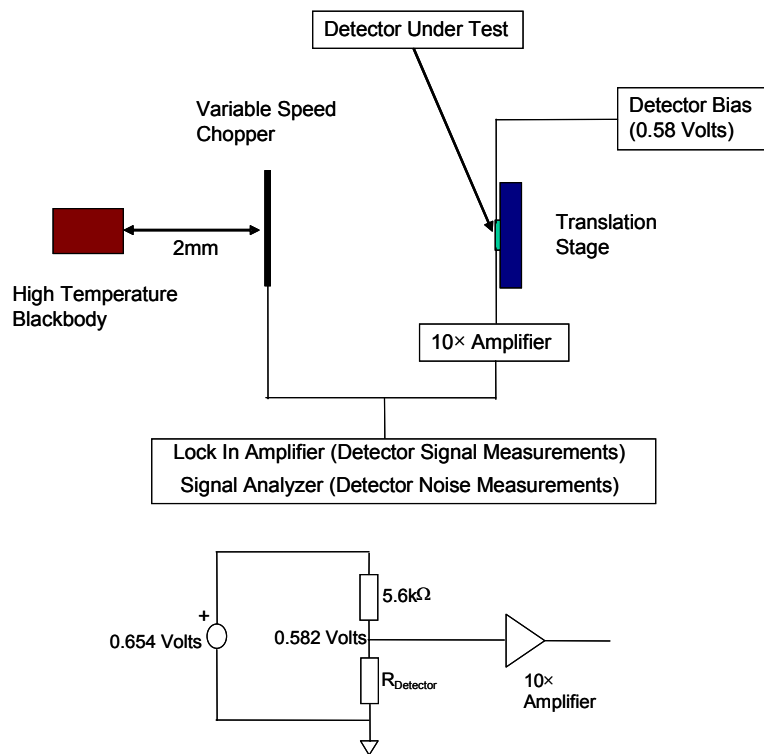 Detector Under Test
Variable Speed
Chopper
Detector Bias
(0.58 Volts)
2mm
Translation
Stage
High Temperature
Blackbody
10× Amplifier
Lock In Amplifier (Detector Signal Measurements)
Signal Analyzer (Detector Noise Measurements)
5.6kΩ
+
0.654 Volts
0.582 Volts
RDetector
10×
Amplifier